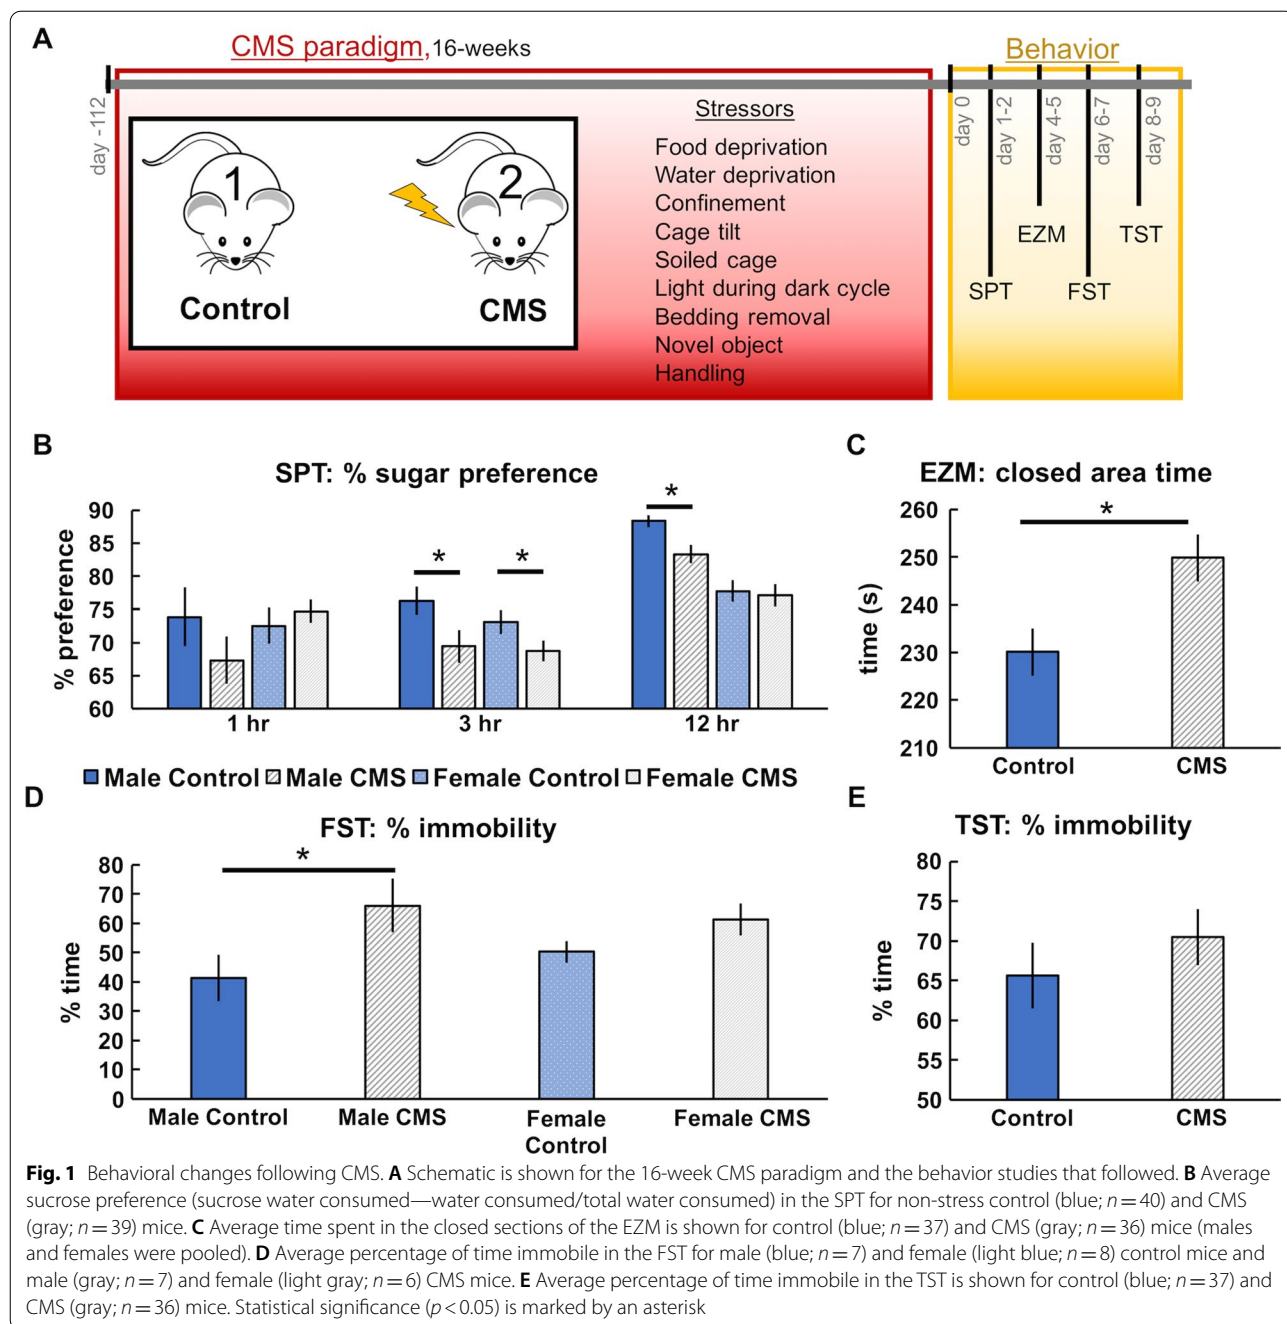 A
CMS paradigm, 16-weeks
Behavior
day -112
1
Control
2
CMS
Stressors
Food deprivation
Water deprivation
Confinement
Cage tilt
Soiled cage
Light during dark cycle
Bedding removal
Novel object
Handling
day 0
day 1-2
day 4-5
day 6-7
day 8-9
EZM
TST
SPT
FST
B
SPT: % sugar preference
% preference
90
85
80
75
70
65
60
*
*
*
1 hr
3 hr
12 hr
C
EZM: closed area time
time (s)
260
250
240
230
220
210
*
Control
CMS
Male Control
Male CMS
Female Control
Female CMS
D
FST: % immobility
% time
80
70
60
50
40
30
20
10
0
*
Male Control
Male CMS
Female
Control
Female CMS
E
TST: % immobility
% time
80
75
70
65
60
55
50
Control
CMS
Fig. 1 Behavioral changes following CMS. A Schematic is shown for the 16-week CMS paradigm and the behavior studies that followed. B Average
sucrose preference (sucrose water consumed—water consumed/total water consumed) in the SPT for non-stress control (blue; n = 40) and CMS
(gray; n = 39) mice. C Average time spent in the closed sections of the EZM is shown for control (blue; n = 37) and CMS (gray; n = 36) mice (males
and females were pooled). D Average percentage of time immobile in the FST for male (blue; n = 7) and female (light blue; n = 8) control mice and
male (gray; n = 7) and female (light gray; n = 6) CMS mice. E Average percentage of time immobile in the TST is shown for control (blue; n = 37) and
CMS (gray; n = 36) mice. Statistical significance (p < 0.05) is marked by an asterisk